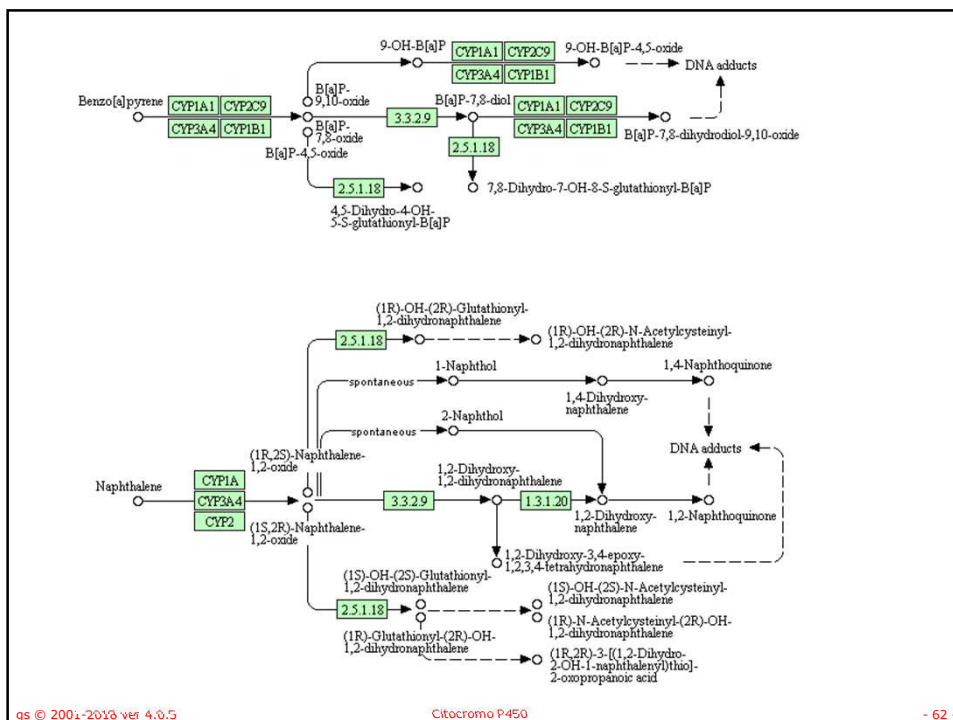 9-OH-B[a]P
CYP1A1 CYP2C9
CYP3A4 CYP1B1
9-OH-B[a]P-4,5-oxide
DNA adducts
Benzo[a]pyrene
CYP1A1 CYP2C9
CYP3A4 CYP1B1
B[a]P-
9,10-oxide
B[a]P-
7,8-oxide
B[a]P-4,5-oxide
3.3.2.9
B[a]P-7,8-diol
CYP1A1 CYP2C9
CYP3A4 CYP1B1
B[a]P-7,8-dihydrodiol-9,10-oxide
2.5.1.18
7,8-Dihydro-7-OH-8-S-glutathionyl-B[a]P
2.5.1.18
4,5-Dihydro-4-OH-
5-S-glutathionyl-B[a]P
(1R)-OH-(2R)-Glutathionyl-
1,2-dihydronaphthalene
2.5.1.18
(1R)-OH-(2R)-N-Acetylcysteinyl-
1,2-dihydronaphthalene
spontaneous
1-Naphthol
1,4-Dihydroxy-
naphthalene
1,4-Naphthoquinone
spontaneous
2-Naphthol
DNA adducts
Naphthalene
CYP1A
CYP3A4
CYP2
(1R,2S)-Naphthalene-
1,2-oxide
(1S,2R)-Naphthalene-
1,2-oxide
3.3.2.9
1,2-Dihydroxy-
1,2-dihydronaphthalene
1.3.1.20
1,2-Dihydroxy-
naphthalene
1,2-Naphthoquinone
1,2-Dihydroxy-3,4-epoxy-
1,2,3,4-tetrahydronaphthalene
(1S)-OH-(2S)-Glutathionyl-
1,2-dihydronaphthalene
2.5.1.18
(1R)-Glutathionyl-(2R)-OH-
1,2-dihydronaphthalene
(1S)-OH-(2S)-N-Acetylcysteinyl-
1,2-dihydronaphthalene
(1R)-N-Acetylcysteinyl-(2R)-OH-
1,2-dihydronaphthalene
(1R,2R)-3-[(1,2-Dihydro-
2-OH-1-naphthalenyl)thio]-
2-oxopropanoic acid
gs © 2001-2018 ver 4.6.5
Citocromo P450
- 62 -